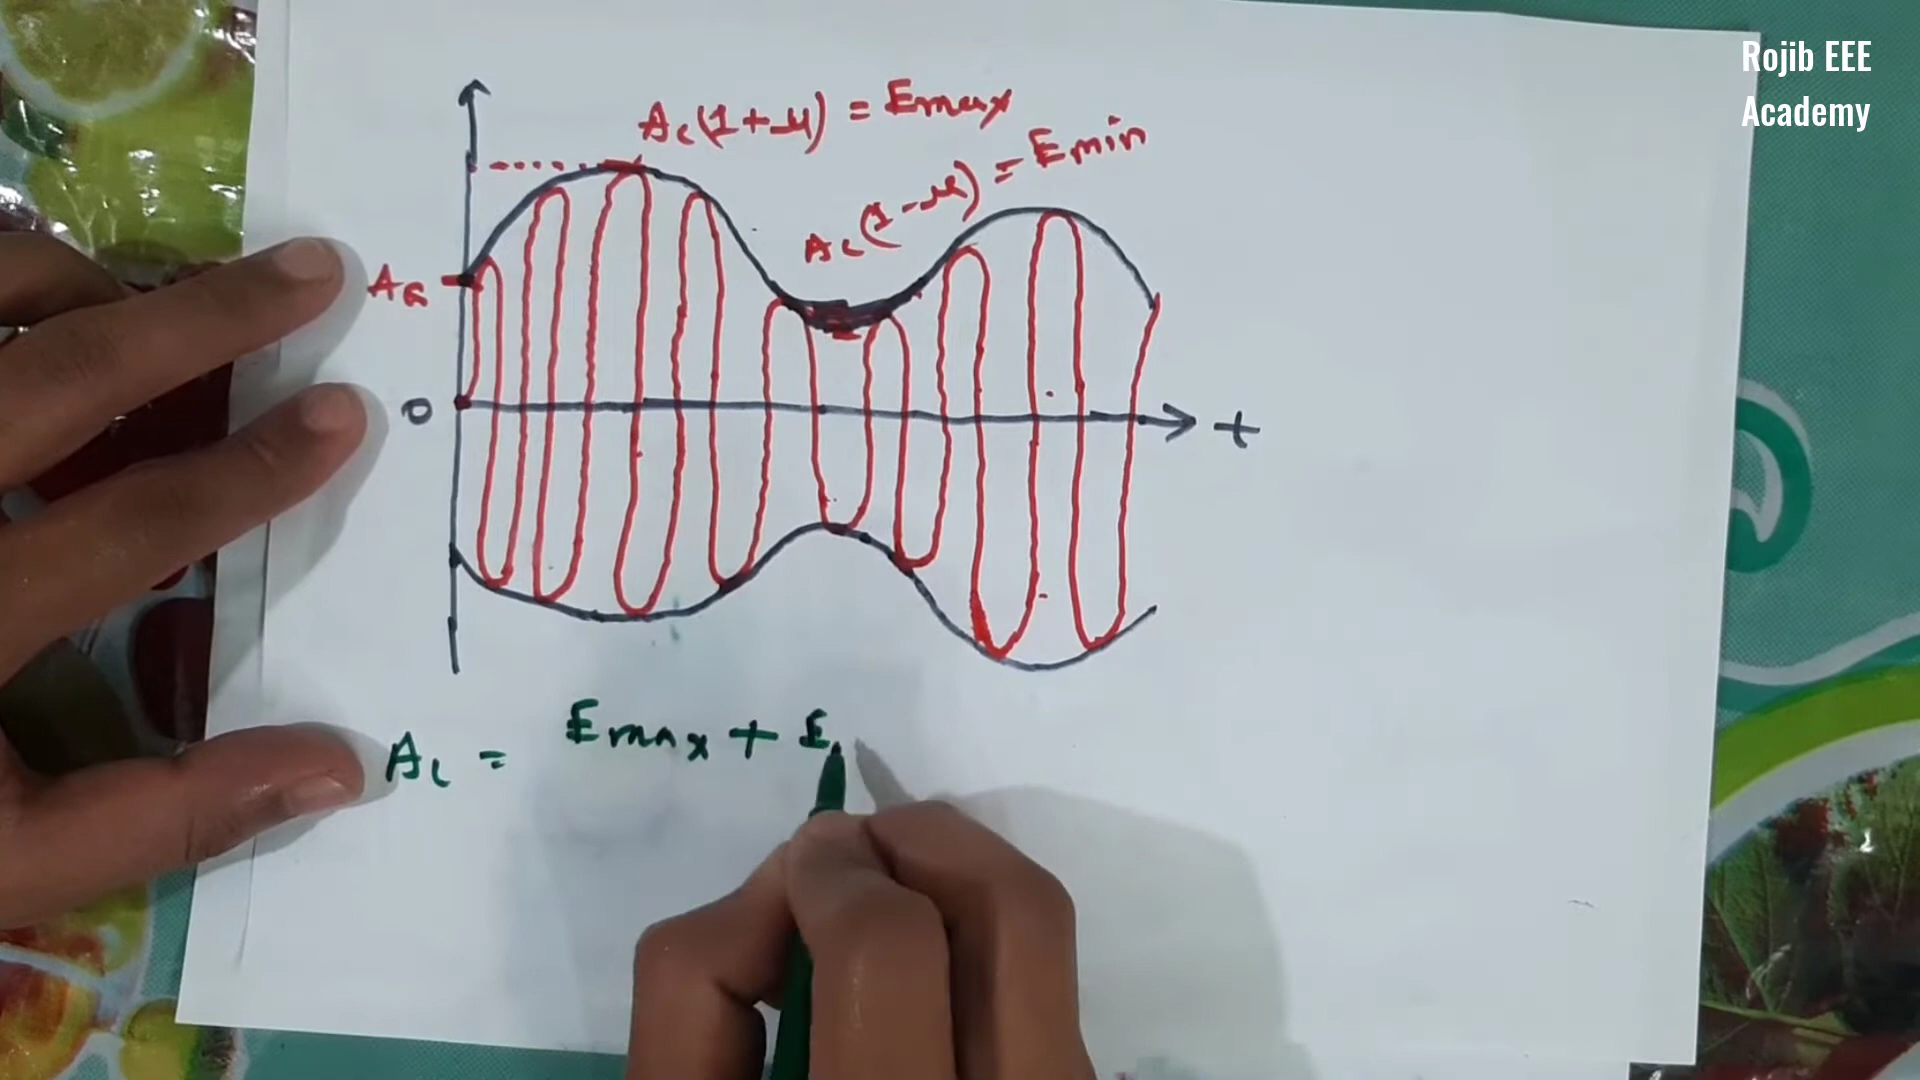 Rojib EEE
Academy
Ac(1+μ) = Emax
Ac(1-μ) = Emin
Ac
0
t
Ac = Emax + E